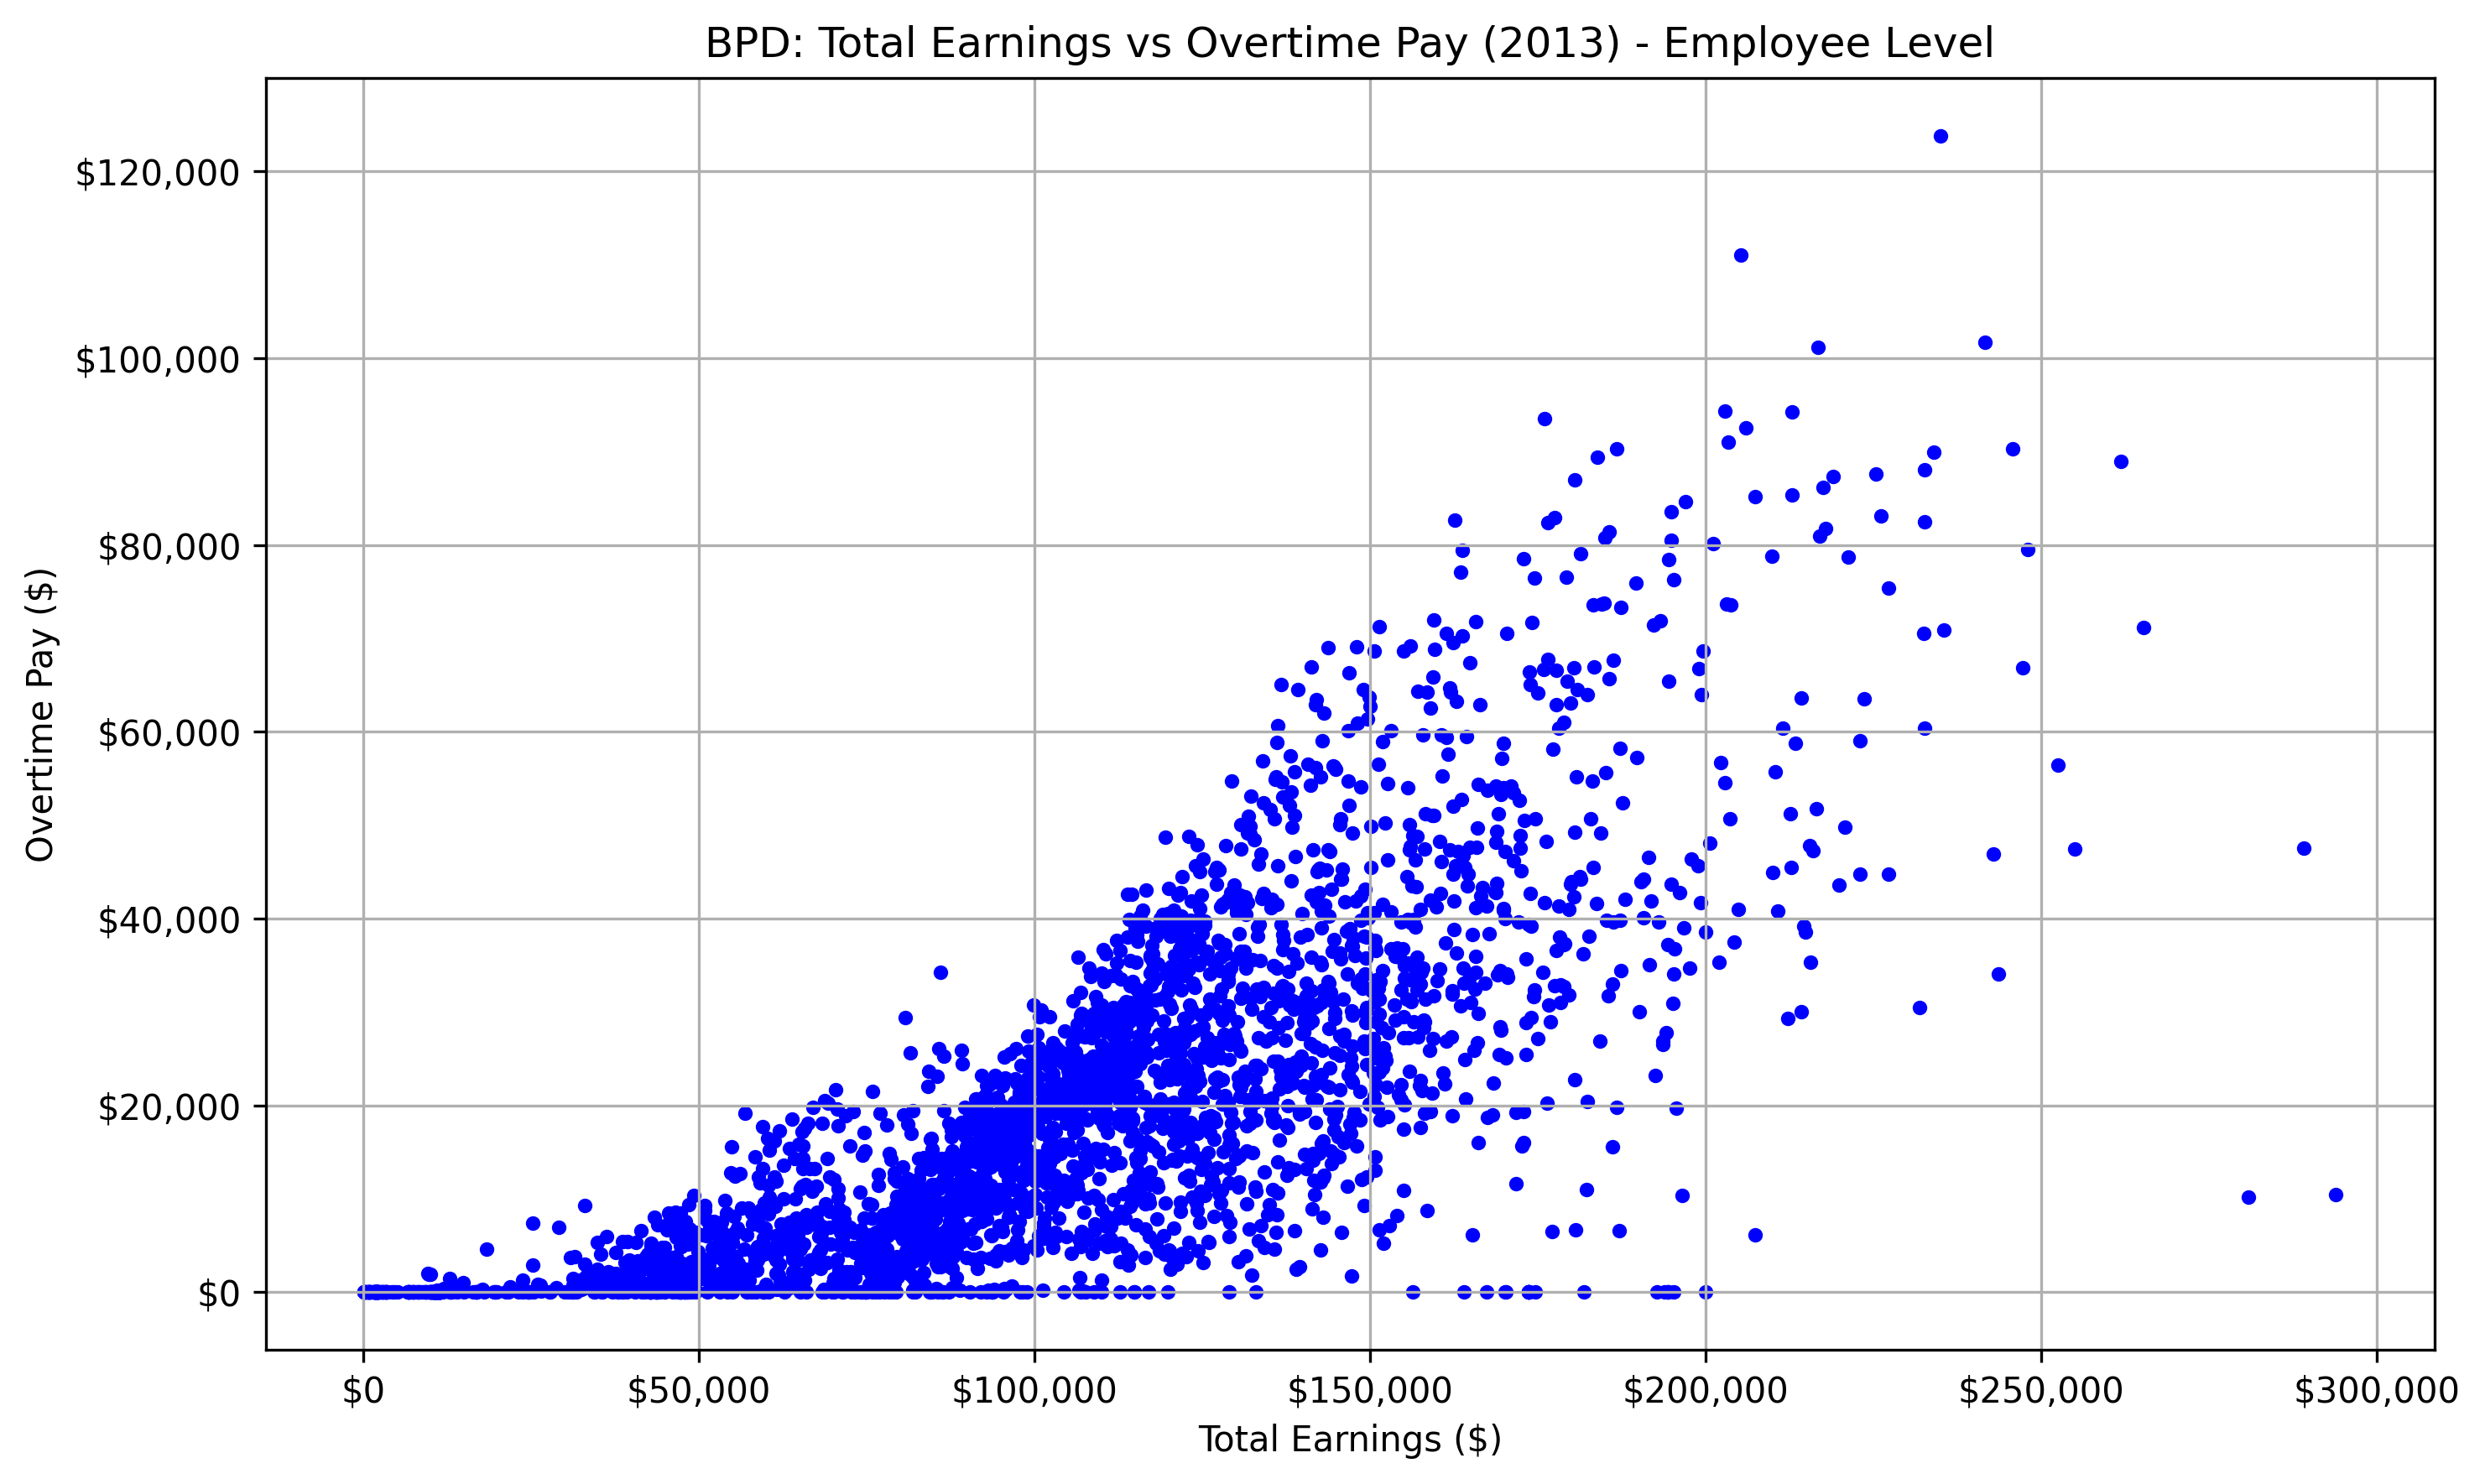 BPD: Total Earnings vs Overtime Pay (2013) - Employee Level
$120,000
$100,000
$80,000
$60,000
$40,000
$20,000
$0
Overtime Pay ($)
$0 $50,000 $100,000 $150,000 $200,000 $250,000 $300,000
Total Earnings ($)